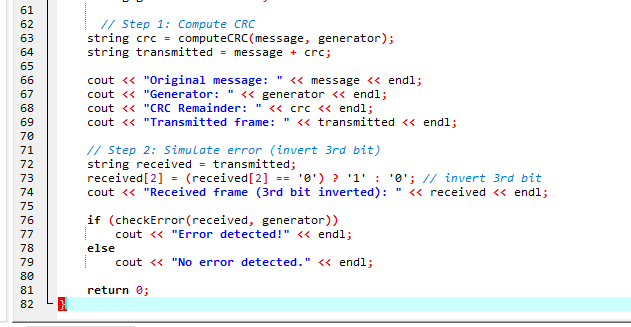 61
62 // Step 1: Compute CRC
63 string crc = computeCRC(message, generator);
64 string transmitted = message + crc;
65
66 cout << "Original message: " << message << endl;
67 cout << "Generator: " << generator << endl;
68 cout << "CRC Remainder: " << crc << endl;
69 cout << "Transmitted frame: " << transmitted << endl;
70
71 // Step 2: Simulate error (invert 3rd bit)
72 string received = transmitted;
73 received[2] = (received[2] == '0') ? '1' : '0'; // invert 3rd bit
74 cout << "Received frame (3rd bit inverted): " << received << endl;
75
76 if (checkError(received, generator))
77 cout << "Error detected!" << endl;
78 else
79 cout << "No error detected." << endl;
80
81 return 0;
82 }